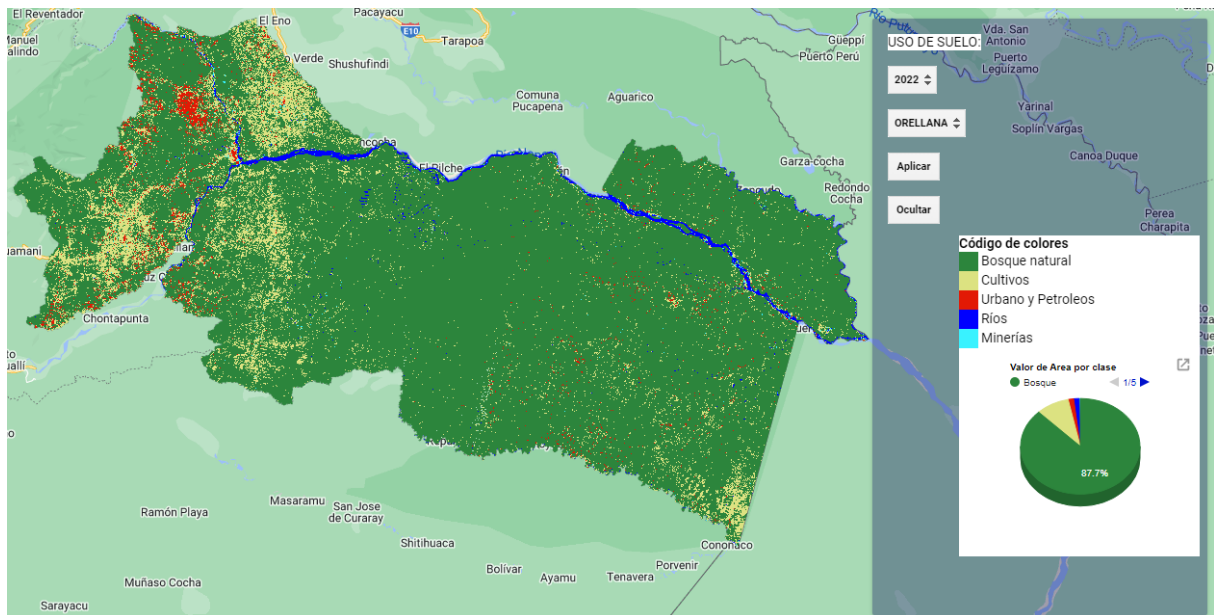 El Reventador
Pacayacu
El Eno
E10
Tarapoa
Shushufindi
Güeppí
Puerto Perú
Comuna
Pucapena
Aguarico
El Pilche
Garza-cocha
Redondo
Cocha
Chontapunta
Masaramu
San Jose
de Curaray
Ramón Playa
Shitihuaca
Cononaco
Bolívar
Ayamu
Tenavera
Porvenir
Muñaso Cocha
Sarayacu
Vda. San
Antonio
Puerto
Leguízamo
Yarinal
Soplín Vargas
Canoa Duque
Perea
Charapita
USO DE SUELO:
2022
ORELLANA
Aplicar
Ocultar
Código de colores
Bosque natural
Cultivos
Urbano y Petroleos
Ríos
Minerías
Valor de Area por clase
Bosque
1/5
87.7%